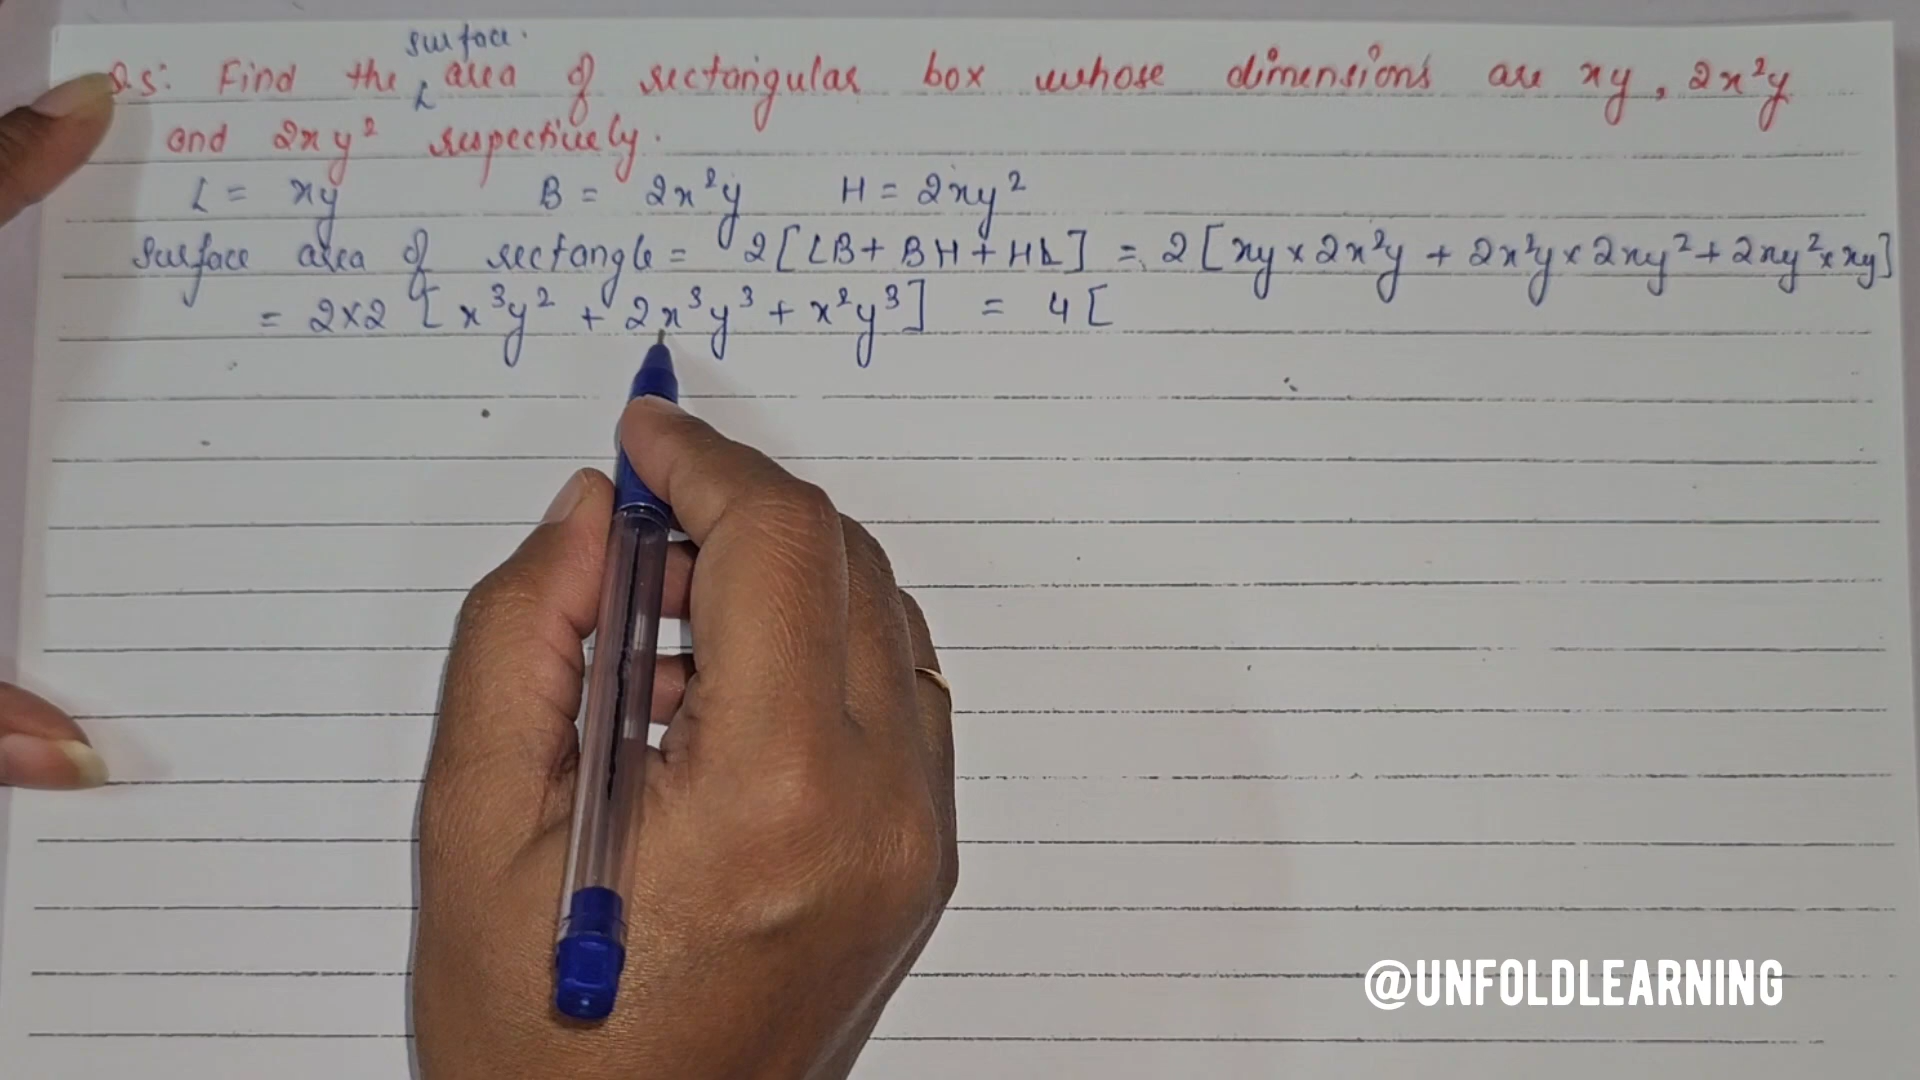 surface.
Q5: Find the area of rectangular box whose dimensions are xy, 2x²y
and 2xy² respectively.
L = xy B = 2x²y H = 2xy²
Surface area of rectangle = 2[LB + BH + HL] = 2[xy × 2x²y + 2x²y × 2xy² + 2xy² × xy]
= 2×2 [x³y² + 2x³y³ + x²y³] = 4[
@UNFOLDLEARNING